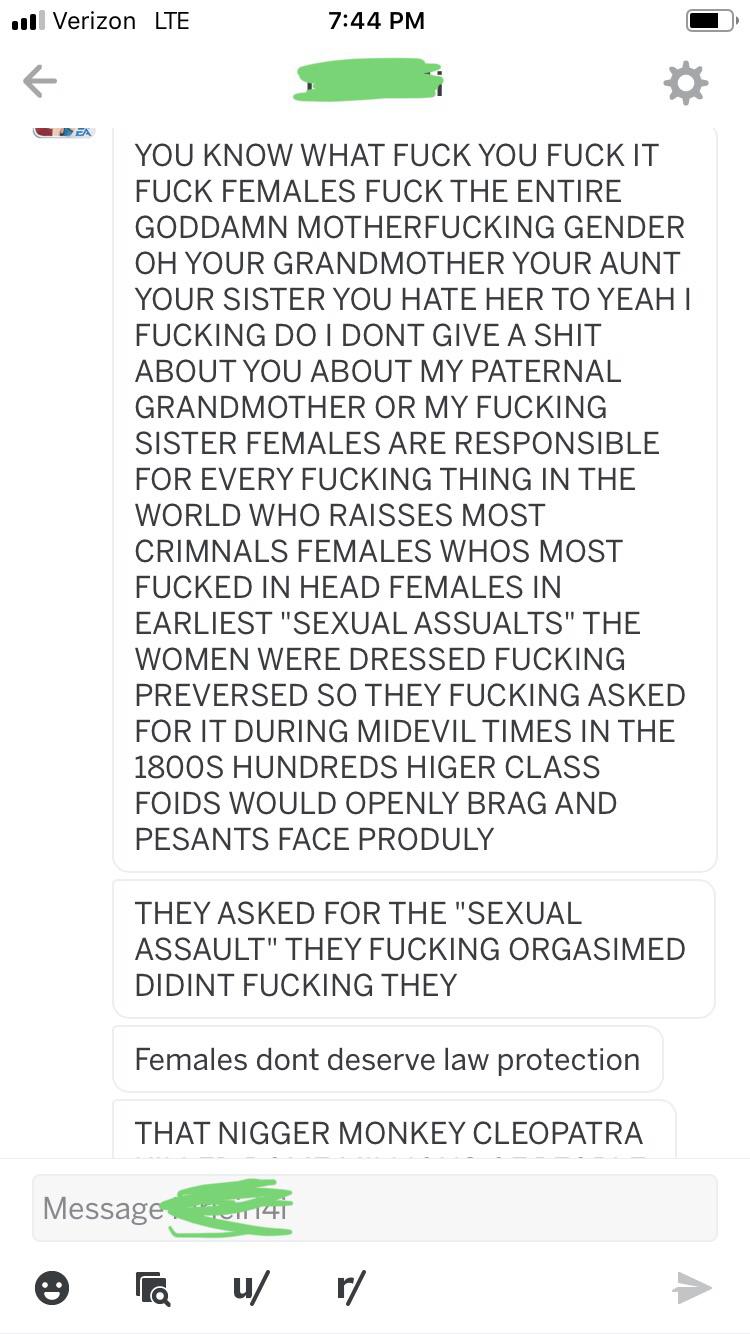 Verizon LTE 7:44 PM
EA
YOU KNOW WHAT FUCK YOU FUCK IT
FUCK FEMALES FUCK THE ENTIRE
GODDAMN MOTHERFUCKING GENDER
OH YOUR GRANDMOTHER YOUR AUNT
YOUR SISTER YOU HATE HER TO YEAH I
FUCKING DO I DONT GIVE A SHIT
ABOUT YOU ABOUT MY PATERNAL
GRANDMOTHER OR MY FUCKING
SISTER FEMALES ARE RESPONSIBLE
FOR EVERY FUCKING THING IN THE
WORLD WHO RAISSES MOST
CRIMNALS FEMALES WHOS MOST
FUCKED IN HEAD FEMALES IN
EARLIEST "SEXUAL ASSUALTS" THE
WOMEN WERE DRESSED FUCKING
PREVERSED SO THEY FUCKING ASKED
FOR IT DURING MIDEVIL TIMES IN THE
1800S HUNDREDS HIGER CLASS
FOIDS WOULD OPENLY BRAG AND
PESANTS FACE PRODULY
THEY ASKED FOR THE "SEXUAL
ASSAULT" THEY FUCKING ORGASIMED
DIDINT FUCKING THEY
Females dont deserve law protection
THAT NIGGER MONKEY CLEOPATRA
Message
u/ r/